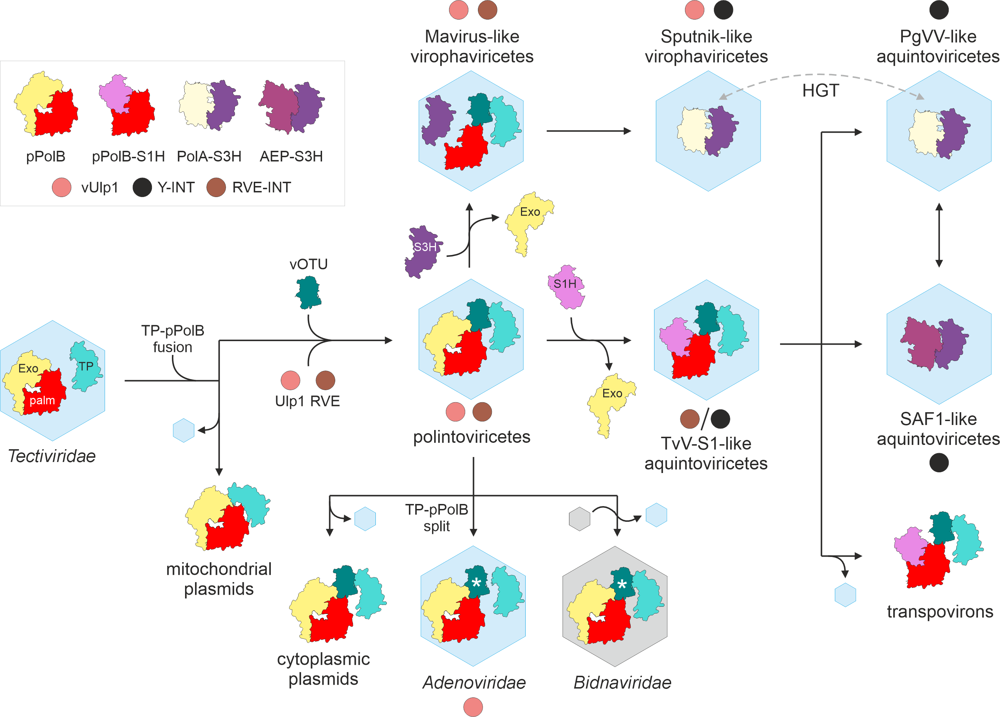 Mavirus-like
virophaviricetes
Sputnik-like
virophaviricetes
PgVV-like
aquintoviricetes
HGT
pPolB
pPolB-S1H
PolA-S3H
AEP-S3H
vUlp1
Y-INT
RVE-INT
Exo
S3H
vOTU
S1H
TP-pPolB
fusion
Exo
TP
palm
Ulp1
RVE
Exo
polintoviricetes
TvV-S1-like
aquintoviricetes
SAF1-like
aquintoviricetes
Tectiviridae
TP-pPolB
split
mitochondrial
plasmids
*
*
transpovirons
cytoplasmic
plasmids
Adenoviridae
Bidnaviridae